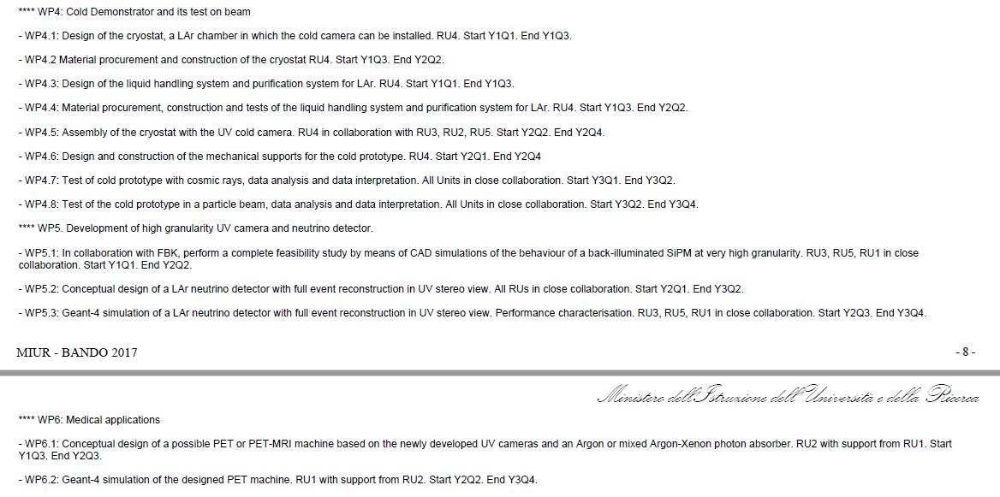 **** WP4: Cold Demonstrator and its test on beam
- WP4.1: Design of the cryostat, a LAr chamber in which the cold camera can be installed. RU4. Start Y1Q1. End Y1Q3.
- WP4.2 Material procurement and construction of the cryostat RU4. Start Y1Q3. End Y2Q2.
- WP4.3: Design of the liquid handling system and purification system for LAr. RU4. Start Y1Q1. End Y1Q3.
- WP4.4: Material procurement, construction and tests of the liquid handling system and purification system for LAr. RU4. Start Y1Q3. End Y2Q2.
- WP4.5: Assembly of the cryostat with the UV cold camera. RU4 in collaboration with RU3, RU2, RU5. Start Y2Q2. End Y2Q4.
- WP4.6: Design and construction of the mechanical supports for the cold prototype. RU4. Start Y2Q1. End Y2Q4
- WP4.7: Test of cold prototype with cosmic rays, data analysis and data interpretation. All Units in close collaboration. Start Y3Q1. End Y3Q2.
- WP4.8: Test of the cold prototype in a particle beam, data analysis and data interpretation. All Units in close collaboration. Start Y3Q2. End Y3Q4.
**** WP5. Development of high granularity UV camera and neutrino detector.
- WP5.1: In collaboration with FBK, perform a complete feasibility study by means of CAD simulations of the behaviour of a back-illuminated SiPM at very high granularity. RU3, RU5, RU1 in close
collaboration. Start Y1Q1. End Y2Q2.
- WP5.2: Conceptual design of a LAr neutrino detector with full event reconstruction in UV stereo view. All RUs in close collaboration. Start Y2Q1. End Y3Q2.
- WP5.3: Geant-4 simulation of a LAr neutrino detector with full event reconstruction in UV stereo view. Performance characterisation. RU3, RU5, RU1 in close collaboration. Start Y2Q3. End Y3Q4.
MIUR - BANDO 2017
- 8 -
Ministero dell'Istruzione dell'Università e della Ricerca
**** WP6: Medical applications
- WP6.1: Conceptual design of a possible PET or PET-MRI machine based on the newly developed UV cameras and an Argon or mixed Argon-Xenon photon absorber. RU2 with support from RU1. Start
Y1Q3. End Y2Q3.
- WP6.2: Geant-4 simulation of the designed PET machine. RU1 with support from RU2. Start Y2Q2. End Y3Q4.